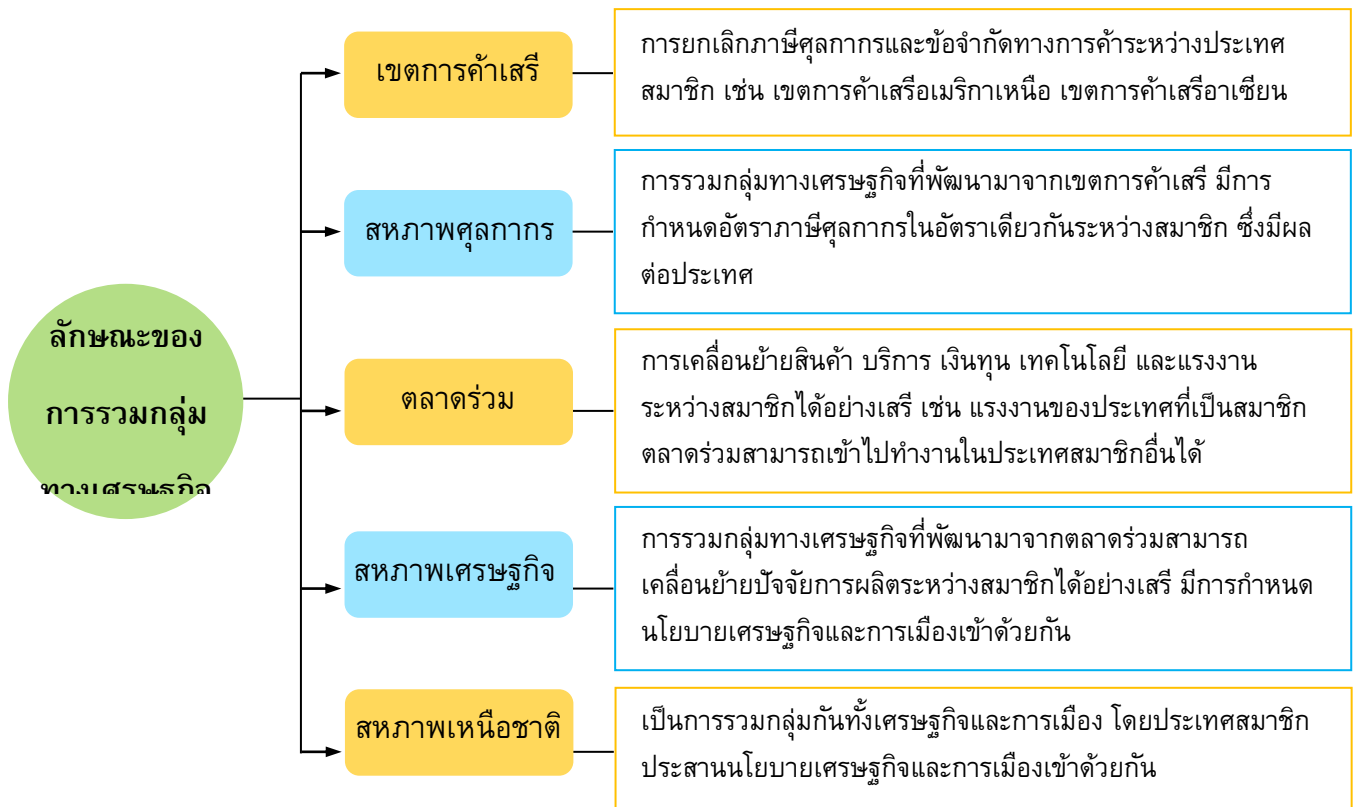 ลักษณะของ
การรวมกลุ่ม
ทางเศรษฐกิจ
เขตการค้าเสรี
การยกเลิกภาษีศุลกากรและข้อจำกัดทางการค้าระหว่างประเทศ
สมาชิก เช่น เขตการค้าเสรีอเมริกาเหนือ เขตการค้าเสรีอาเซียน
สหภาพศุลกากร
การรวมกลุ่มทางเศรษฐกิจที่พัฒนามาจากเขตการค้าเสรี มีการ
กำหนดอัตราภาษีศุลกากรในอัตราเดียวกันระหว่างสมาชิก ซึ่งมีผล
ต่อประเทศ
ตลาดร่วม
การเคลื่อนย้ายสินค้า บริการ เงินทุน เทคโนโลยี และแรงงาน
ระหว่างสมาชิกได้อย่างเสรี เช่น แรงงานของประเทศที่เป็นสมาชิก
ตลาดร่วมสามารถเข้าไปทำงานในประเทศสมาชิกอื่นได้
สหภาพเศรษฐกิจ
การรวมกลุ่มทางเศรษฐกิจที่พัฒนามาจากตลาดร่วมสามารถ
เคลื่อนย้ายปัจจัยการผลิตระหว่างสมาชิกได้อย่างเสรี มีการกำหนด
นโยบายเศรษฐกิจและการเมืองเข้าด้วยกัน
สหภาพเหนือชาติ
เป็นการรวมกลุ่มกันทั้งเศรษฐกิจและการเมือง โดยประเทศสมาชิก
ประสานนโยบายเศรษฐกิจและการเมืองเข้าด้วยกัน